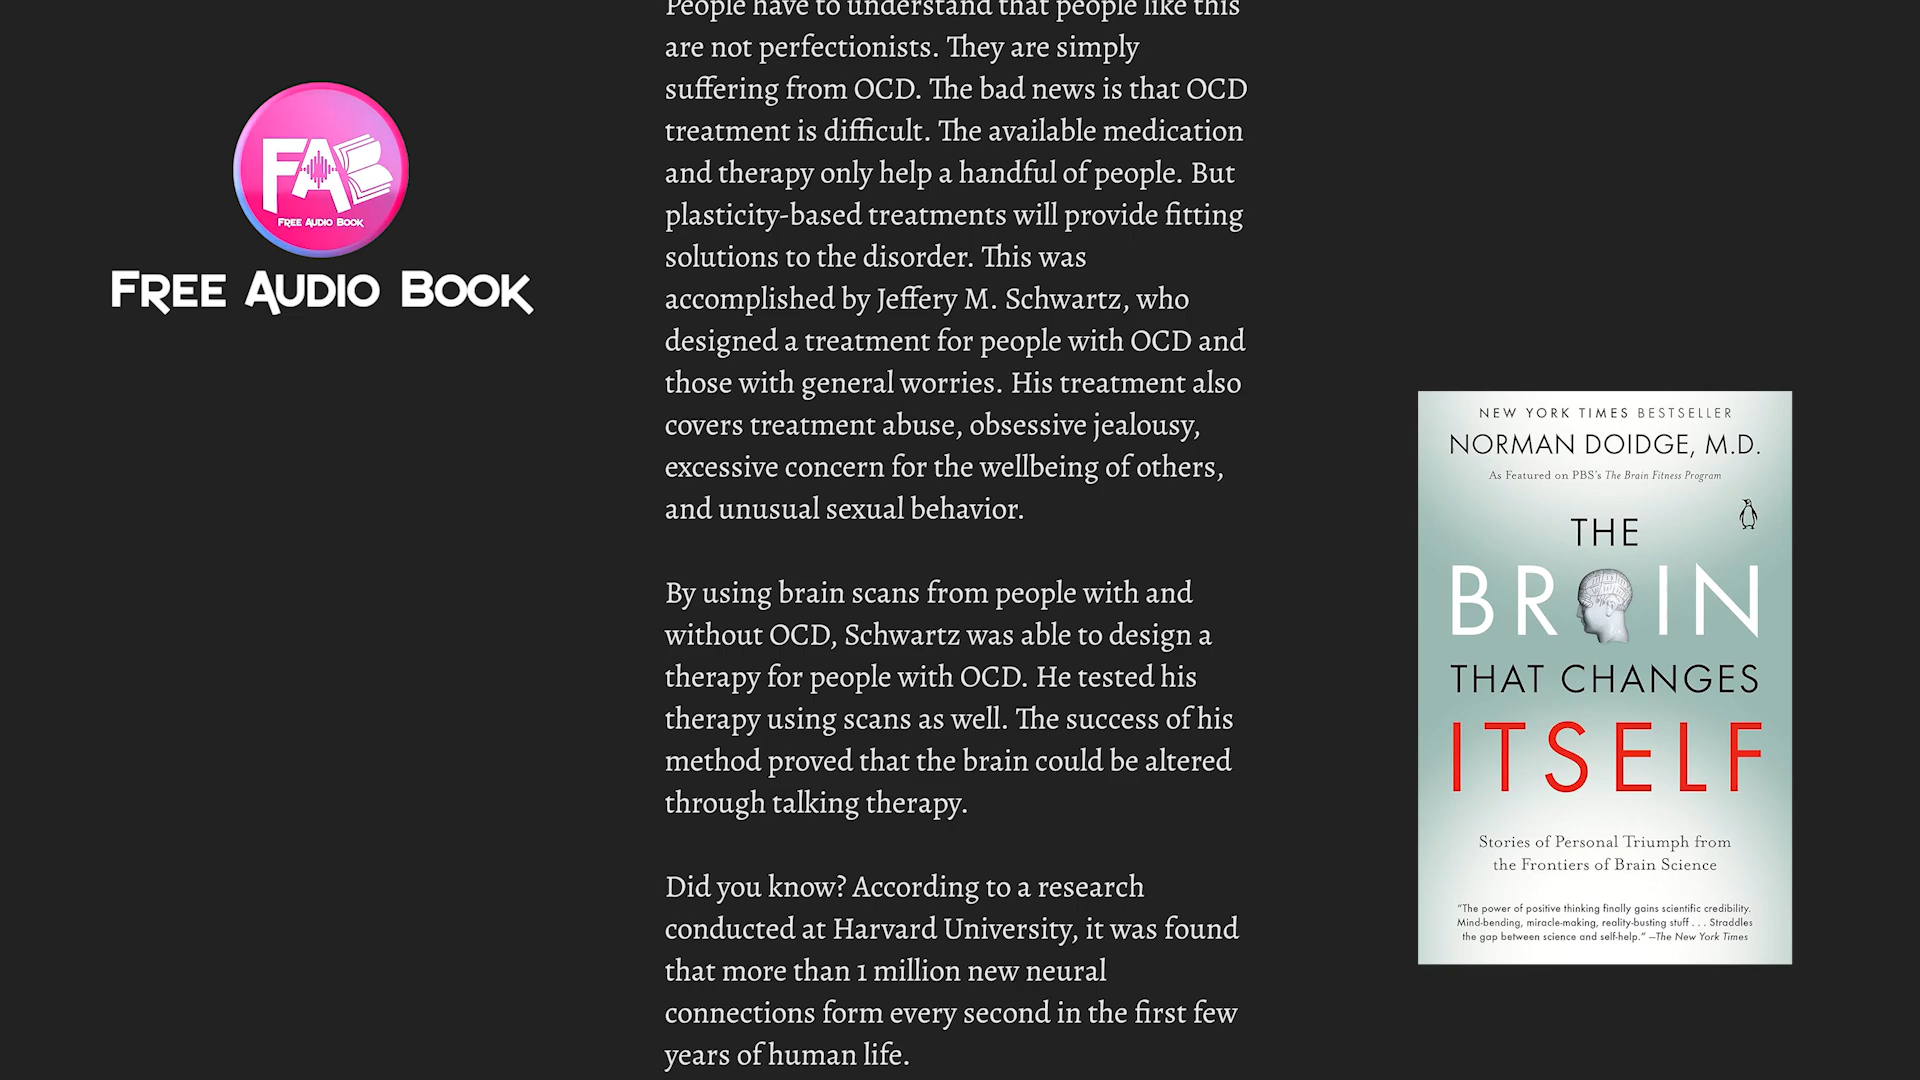 People have to understand that people like this
are not perfectionists. They are simply
suffering from OCD. The bad news is that OCD
treatment is difficult. The available medication
and therapy only help a handful of people. But
plasticity-based treatments will provide fitting
solutions to the disorder. This was
accomplished by Jeffery M. Schwartz, who
designed a treatment for people with OCD and
those with general worries. His treatment also
covers treatment abuse, obsessive jealousy,
excessive concern for the wellbeing of others,
and unusual sexual behavior.
By using brain scans from people with and
without OCD, Schwartz was able to design a
therapy for people with OCD. He tested his
therapy using scans as well. The success of his
method proved that the brain could be altered
through talking therapy.
Did you know? According to a research
conducted at Harvard University, it was found
that more than 1 million new neural
connections form every second in the first few
years of human life.
FAB
FREE AUDIO BOOK
FREE AUDIO BOOK
NEW YORK TIMES BESTSELLER
NORMAN DOIDGE, M.D.
As Featured on PBS's The Brain Fitness Program
THE
BRAIN
THAT CHANGES
ITSELF
Stories of Personal Triumph from
the Frontiers of Brain Science
"The power of positive thinking finally gains scientific credibility.
Mind-bending, miracle-making, reality-busting stuff . . . Straddles
the gap between science and self-help." —The New York Times